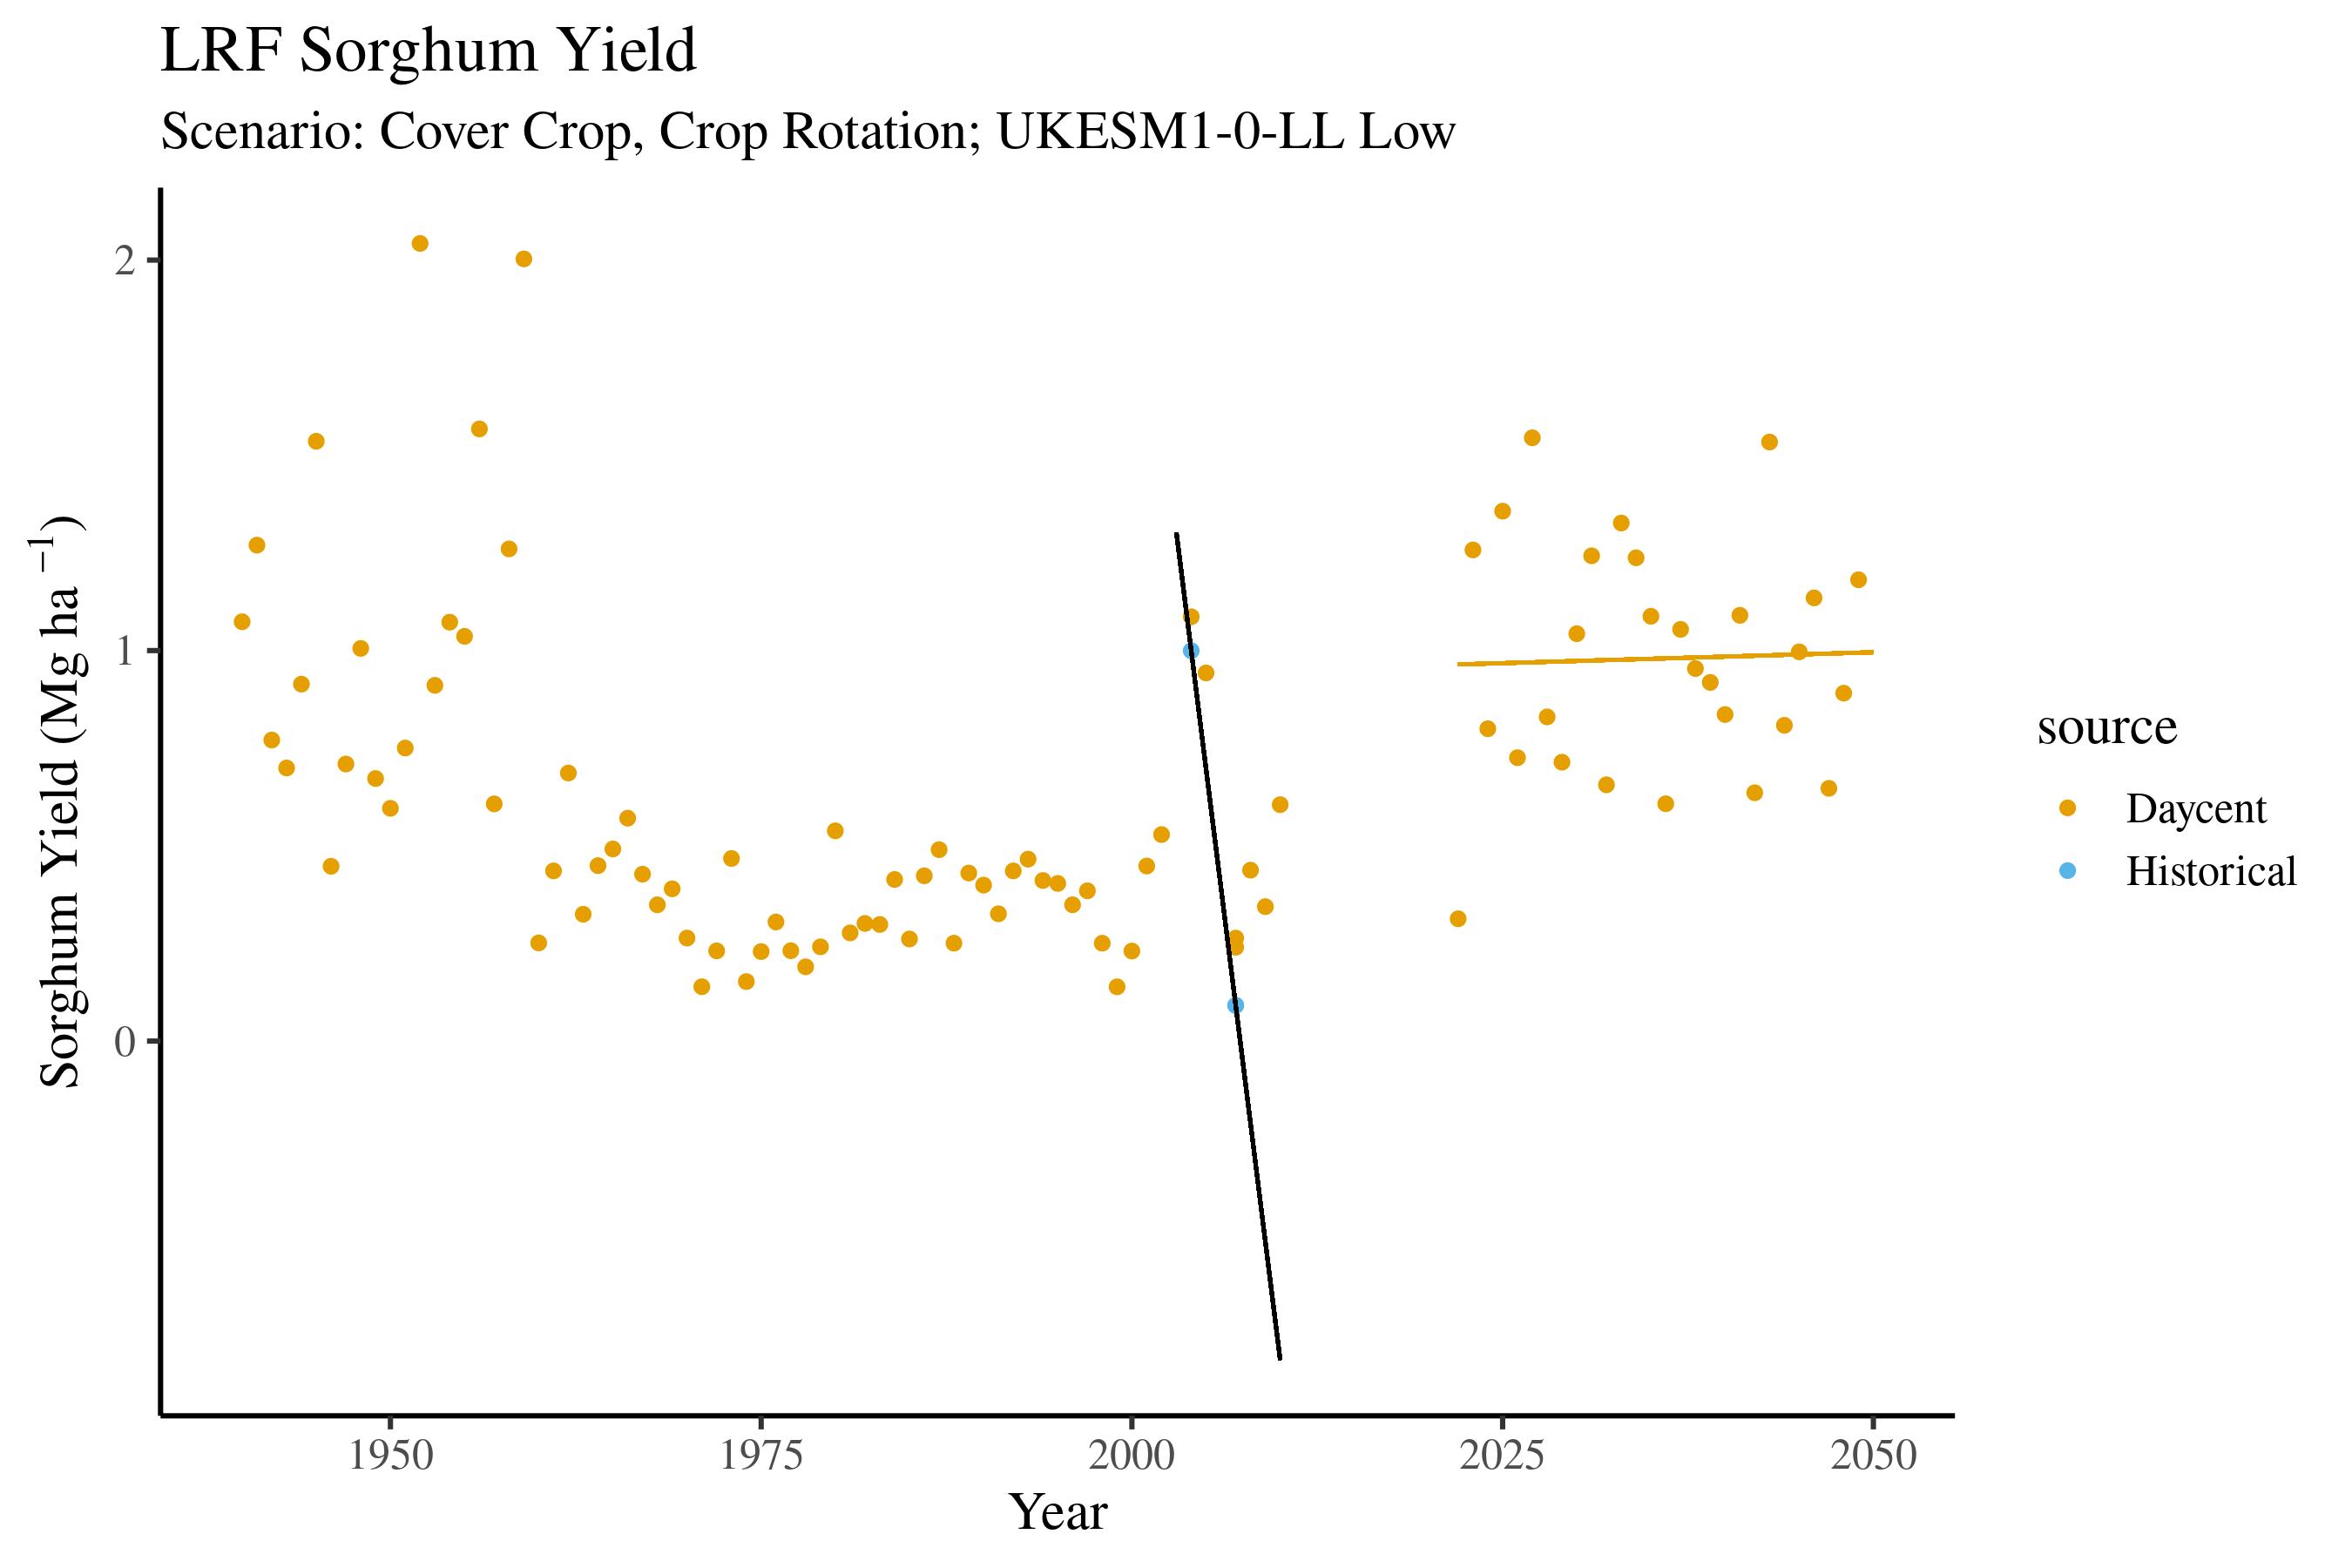 LRF Sorghum Yield
Scenario: Cover Crop, Crop Rotation; UKESM1-0-LL Low
Sorghum Yield (Mg ha −1)
2
1
0
1950 1975 2000 2025 2050
Year
source
Daycent
Historical